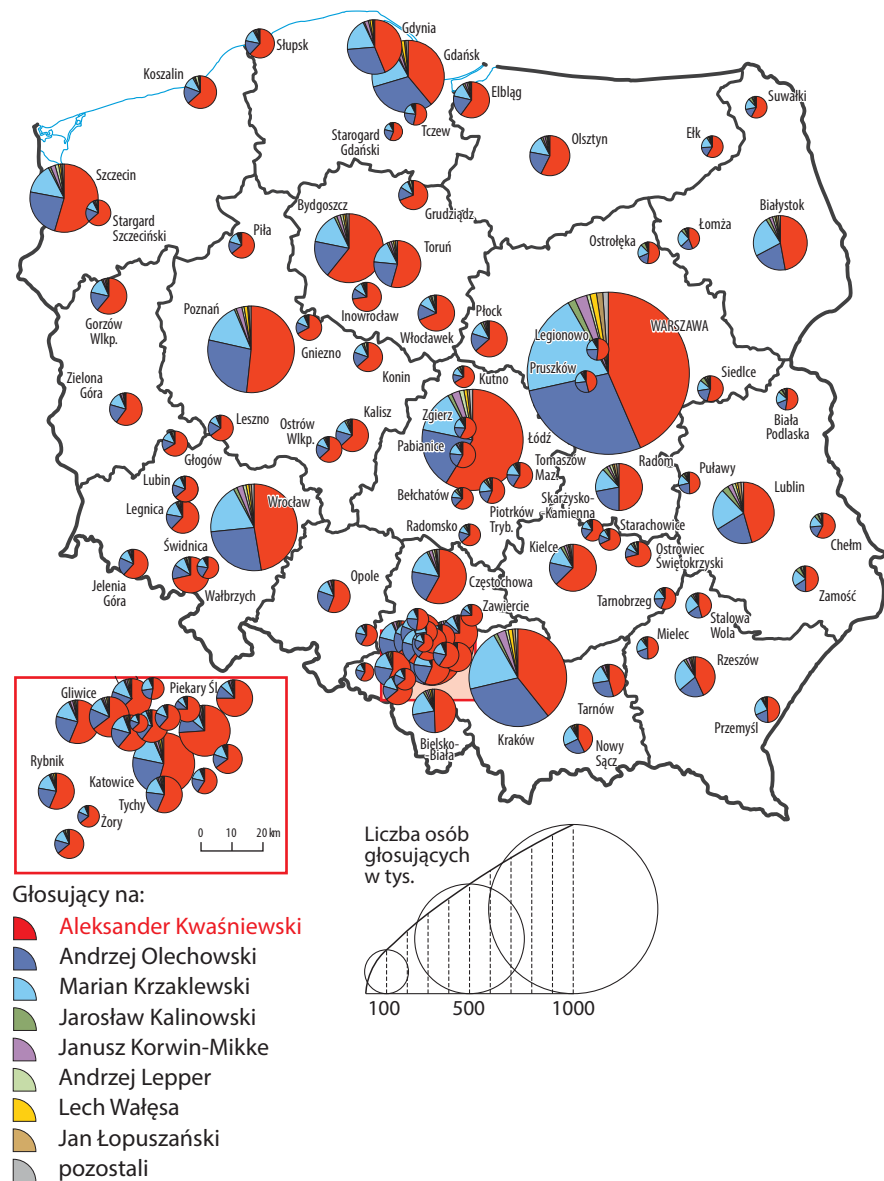 Gdynia
Słupsk
Gdańsk
Koszalin
Elbląg
Suwałki
Tczew
Starogard
Gdański
Olsztyn
Ełk
Szczecin
Stargard
Szczeciński
Bydgoszcz
Grudziądz
Białystok
Łomża
Ostrołęka
Piła
Toruń
Gorzów
Wlkp.
Poznań
Inowrocław
Włocławek
Płock
Legionowo
WARSZAWA
Gniezno
Pruszków
Siedlce
Konin
Kutno
Zielona
Góra
Biała
Podlaska
Leszno
Ostrów
Wlkp.
Kalisz
Zgierz
Łódź
Pabianice
Głogów
Tomaszów
Maz.
Radom
Puławy
Lublin
Lubin
Wrocław
Bełchatów
Piotrków
Tryb.
Skarżysko-
Kamienna
Legnica
Radomsko
Starachowice
Chełm
Świdnica
Kielce
Ostrowiec
Świętokrzyski
Jelenia
Góra
Wałbrzych
Opole
Częstochowa
Zamość
Zawiercie
Tarnobrzeg
Stalowa
Wola
Mielec
Rzeszów
Tarnów
Przemyśl
Kraków
Nowy
Sącz
Bielsko-
-Biała
Gliwice
Piekary Śl.
Rybnik
Katowice
Tychy
Żory
0 10 20 km
Liczba osób
głosujących
w tys.
100 500 1000
Głosujący na:
Aleksander Kwaśniewski
Andrzej Olechowski
Marian Krzaklewski
Jarosław Kalinowski
Janusz Korwin-Mikke
Andrzej Lepper
Lech Wałęsa
Jan Łopuszański
pozostali